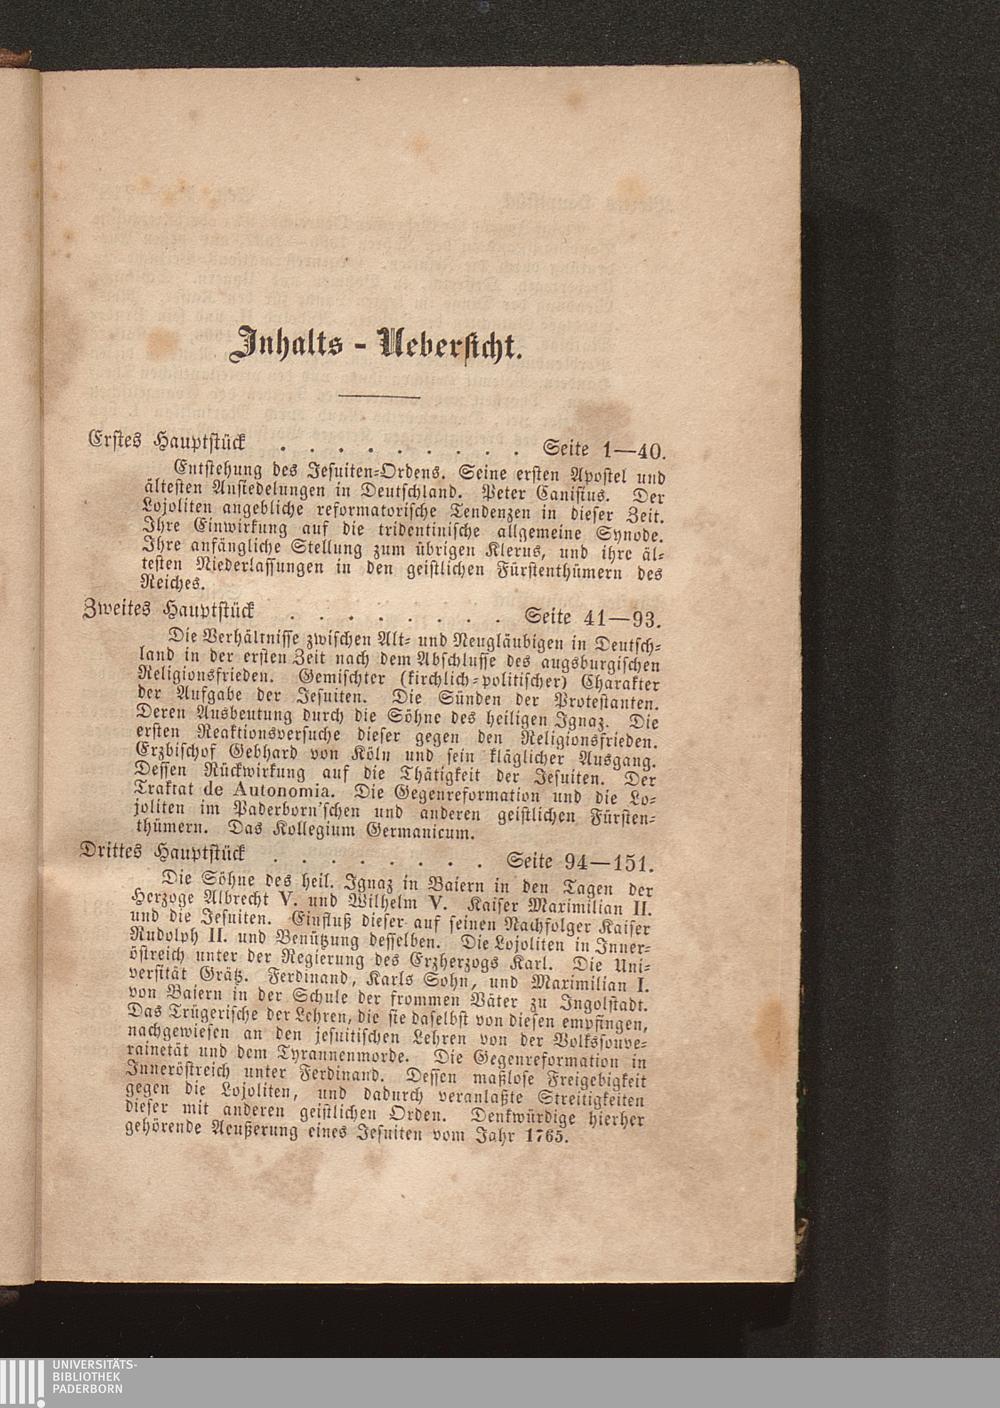 Inhalts - Uebersicht.
Erstes Hauptstück . . . . . . . . . Seite 1—40.
Entstehung des Jesuiten-Ordens. Seine ersten Apostel und
ältesten Ansiedelungen in Deutschland. Peter Canisius. Der
Lojoliten angebliche reformatorische Tendenzen in dieser Zeit.
Ihre Einwirkung auf die tridentinische allgemeine Synode.
Ihre anfängliche Stellung zum übrigen Klerus, und ihre äl-
testen Niederlassungen in den geistlichen Fürstenthümern des
Reiches.
Zweites Hauptstück . . . . . . . . Seite 41—93.
Die Verhältnisse zwischen Alt- und Neugläubigen in Deutsch-
land in der ersten Zeit nach dem Abschlusse des augsburgischen
Religionsfrieden. Gemischter (kirchlich-politischer) Charakter
der Aufgabe der Jesuiten. Die Sünden der Protestanten.
Deren Ausbeutung durch die Söhne des heiligen Ignaz. Die
ersten Reaktionsversuche dieser gegen den Religionsfrieden.
Erzbischof Gebhard von Köln und sein kläglicher Ausgang.
Dessen Rückwirkung auf die Thätigkeit der Jesuiten. Der
Traktat de Autonomia. Die Gegenreformation und die Lo-
joliten im Paderborn'schen und anderen geistlichen Fürsten-
thümern. Das Kollegium Germanicum.
Drittes Hauptstück . . . . . . . . Seite 94—151.
Die Söhne des heil. Ignaz in Baiern in den Tagen der
Herzoge Albrecht V. und Wilhelm V. Kaiser Maximilian II.
und die Jesuiten. Einfluß dieser auf seinen Nachfolger Kaiser
Rudolph II. und Benützung desselben. Die Lojoliten in Inner-
östreich unter der Regierung des Erzherzogs Karl. Die Uni-
versität Grätz. Ferdinand, Karls Sohn, und Maximilian I.
von Baiern in der Schule der frommen Väter zu Ingolstadt.
Das Trügerische der Lehren, die sie daselbst von diesen empfingen,
nachgewiesen an den jesuitischen Lehren von der Volkssouve-
rainetät und dem Tyrannenmorde. Die Gegenreformation in
Inneröstreich unter Ferdinand. Dessen maßlose Freigebigkeit
gegen die Lojoliten, und dadurch veranlaßte Streitigkeiten
dieser mit anderen geistlichen Orden. Denkwürdige hierher
gehörende Aeußerung eines Jesuiten vom Jahr 1765.
UNIVERSITÄTS-
BIBLIOTHEK
PADERBORN